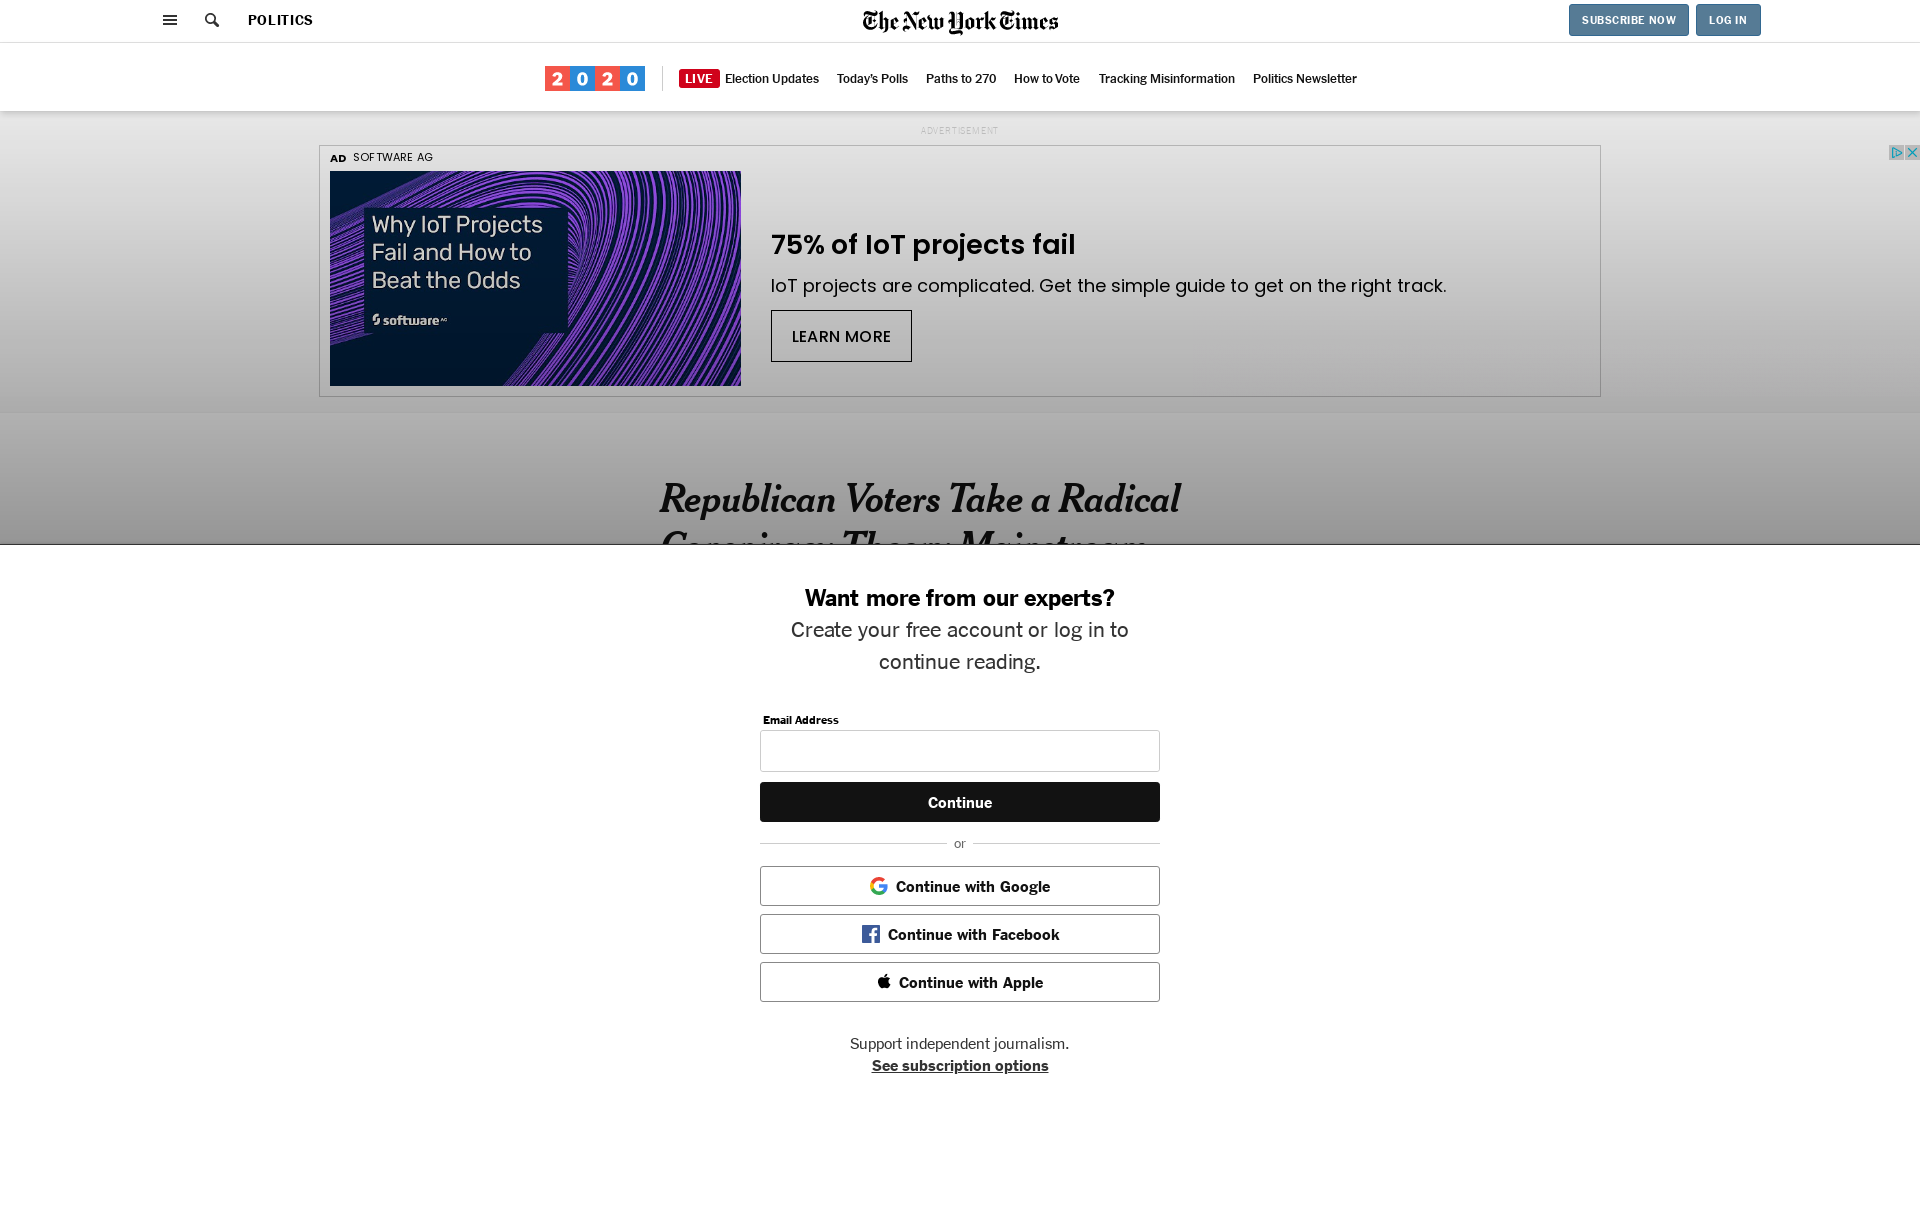 POLITICS
The New York Times
SUBSCRIBE NOW
LOG IN
2020
LIVE Election Updates
Today's Polls
Paths to 270
How to Vote
Tracking Misinformation
Politics Newsletter
ADVERTISEMENT
AD SOFTWARE AG
Why IoT Projects
Fail and How to
Beat the Odds
software AG
75% of IoT projects fail
IoT projects are complicated. Get the simple guide to get on the right track.
LEARN MORE
Republican Voters Take a Radical
Conspiracy Theory Mainstream
Want more from our experts?
Create your free account or log in to
continue reading.
Email Address
Continue
or
Continue with Google
Continue with Facebook
Continue with Apple
Support independent journalism.
See subscription options